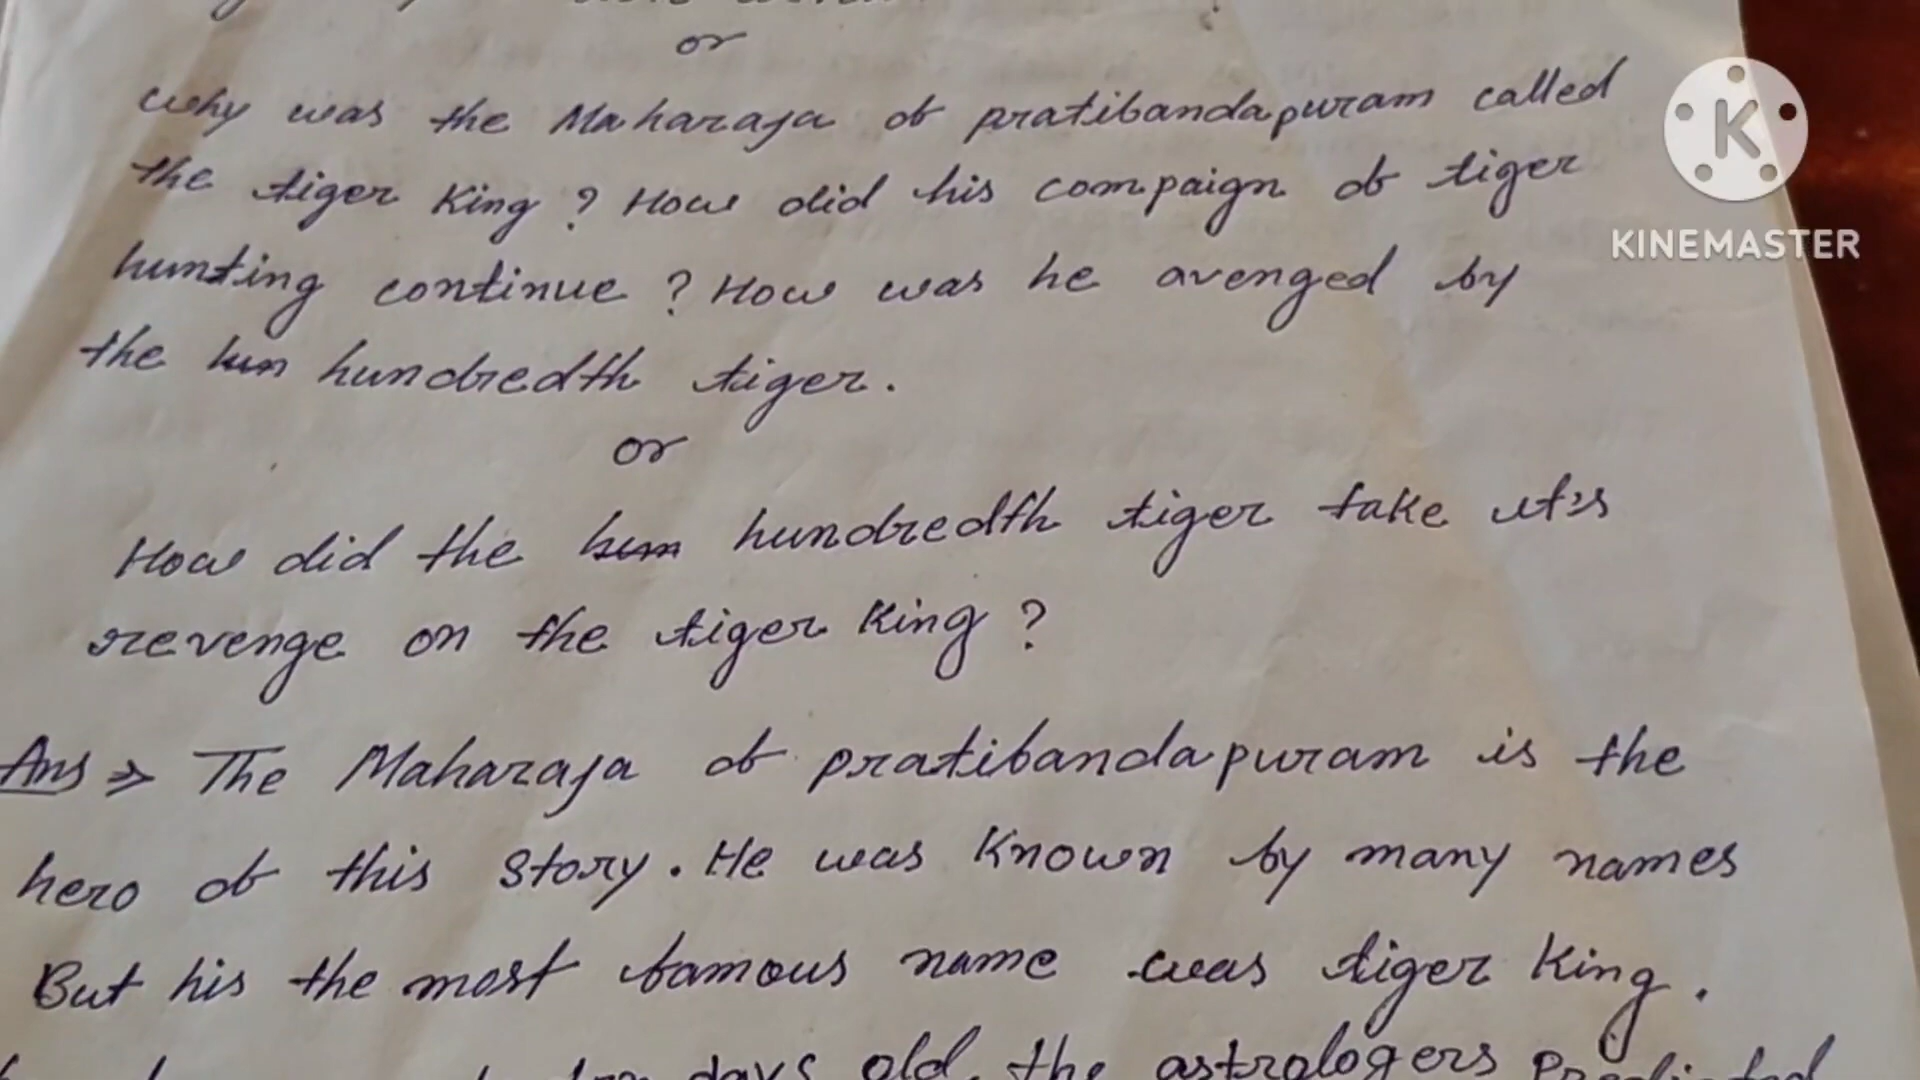 or
Why was the Maharaja of pratibandapuram called
the tiger King ? How did his compaign of tiger
hunting continue ? How was he avenged by
the hun hundredth tiger.
or
How did the hun hundredth tiger take it's
revenge on the tiger King ?
Ans ⇒ The Maharaja of pratibandapuram is the
hero of this story. He was Known by many names
But his the most famous name was tiger King.
days old, the astrologers Predicted
K
KINEMASTER